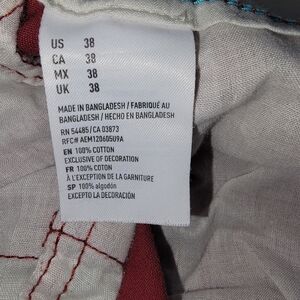 US 38
CA 38
MX 38
UK 38
MADE IN BANGLADESH / FABRIQUÉ AU
BANGLADESH / HECHO EN BANGLADESH
RN 54485 / CA 03873
RFC# AEM120605U9A
EN 100% COTTON
EXCLUSIVE OF DECORATION
FR 100% COTON
À L'EXCEPTION DE LA GARNITURE
SP 100% algodón
EXCEPTO LA DECORACIÓN